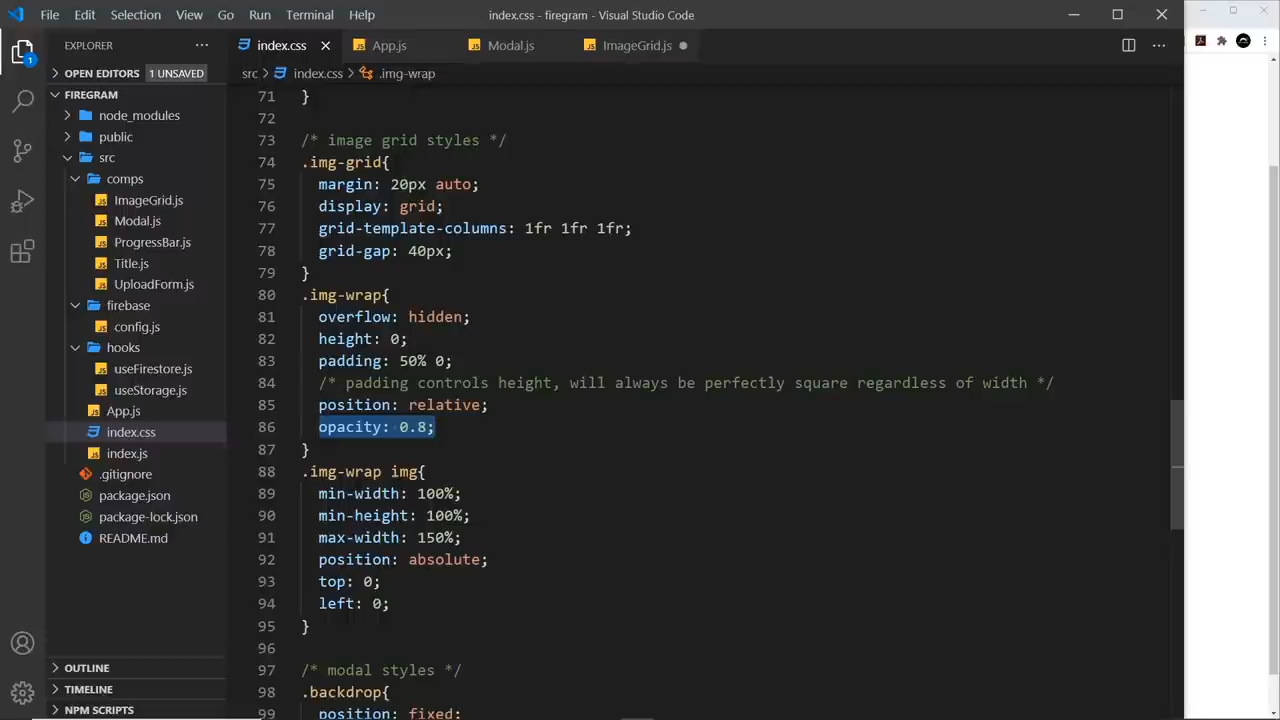 File Edit Selection View Go Run Terminal Help index.css • firegram - Visual Studio Code
EXPLORER
index.css
App.js
Modal.js
ImageGrid.js
OPEN EDITORS 1 UNSAVED
src > index.css > .img-wrap
FIREGRAM
node_modules
public
src
comps
ImageGrid.js
Modal.js
ProgressBar.js
Title.js
UploadForm.js
firebase
config.js
hooks
useFirestore.js
useStorage.js
App.js
index.css
index.js
.gitignore
package.json
package-lock.json
README.md
OUTLINE
TIMELINE
NPM SCRIPTS
1
71 }
72
73 /* image grid styles */
74 .img-grid{
75 margin: 20px auto;
76 display: grid;
77 grid-template-columns: 1fr 1fr 1fr;
78 grid-gap: 40px;
79 }
80 .img-wrap{
81 overflow: hidden;
82 height: 0;
83 padding: 50% 0;
84 /* padding controls height, will always be perfectly square regardless of width */
85 position: relative;
86 opacity: 0.8;
87 }
88 .img-wrap img{
89 min-width: 100%;
90 min-height: 100%;
91 max-width: 150%;
92 position: absolute;
93 top: 0;
94 left: 0;
95 }
96
97 /* modal styles */
98 .backdrop{
99 position: fixed;